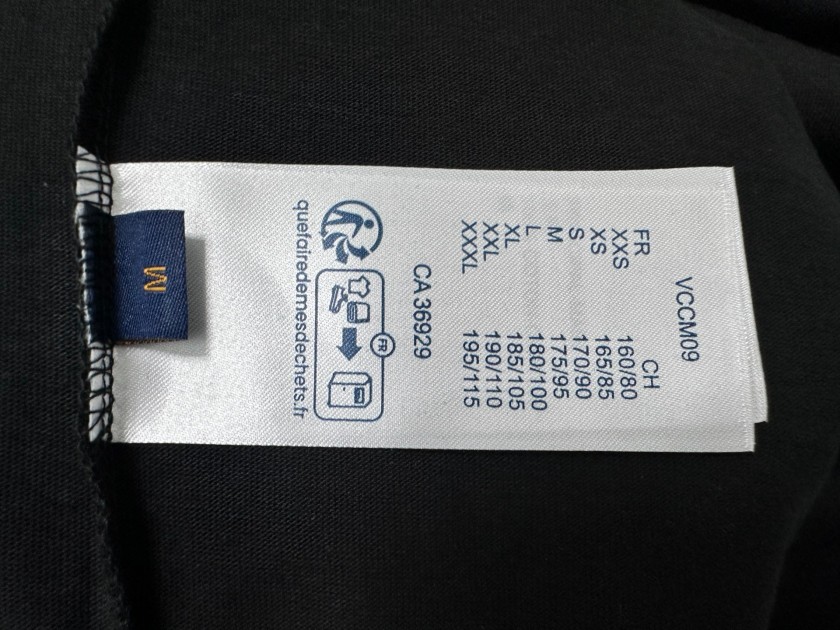 VCCM09
FR CH
XXS 160/80
XS 165/85
S 170/90
M 175/95
L 180/100
XL 185/105
XXL 190/110
XXXL 195/115
CA 36929
FR
quefairedemesdechets.fr
M